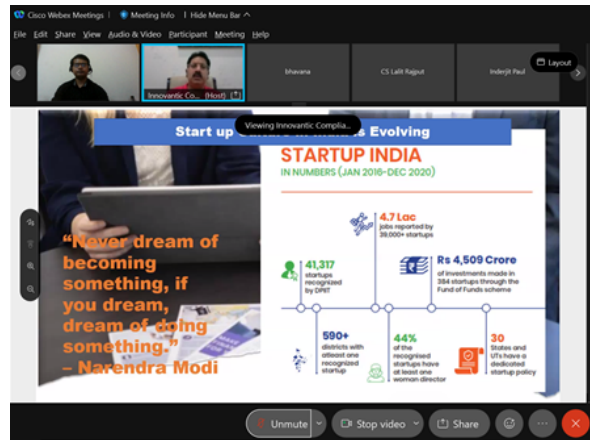 Cisco Webex Meetings | Meeting Info | Hide Menu Bar
File Edit Share View Audio & Video Participant Meeting Help
Innovantic Co... (Host)
bhavana
CS Lalit Rajput
Inderjit Paul
Layout
Viewing Innovantic Complia...
Start up in India is Evolving
STARTUP INDIA
IN NUMBERS (JAN 2016-DEC 2020)
“Never dream of
becoming
something, if
you dream,
dream of doing
something.”
– Narendra Modi
4.7 Lac
jobs reported by
39,000+ startups
41,317
startups
recognized
by DPIIT
Rs 4,509 Crore
of investments made in
384 startups through the
Fund of Funds scheme
590+
districts with
atleast one
recognized
startup
44%
of the
recognised
startups have
at least one
woman director
30
States and
UTs have a
dedicated
startup policy
Unmute
Stop video
Share